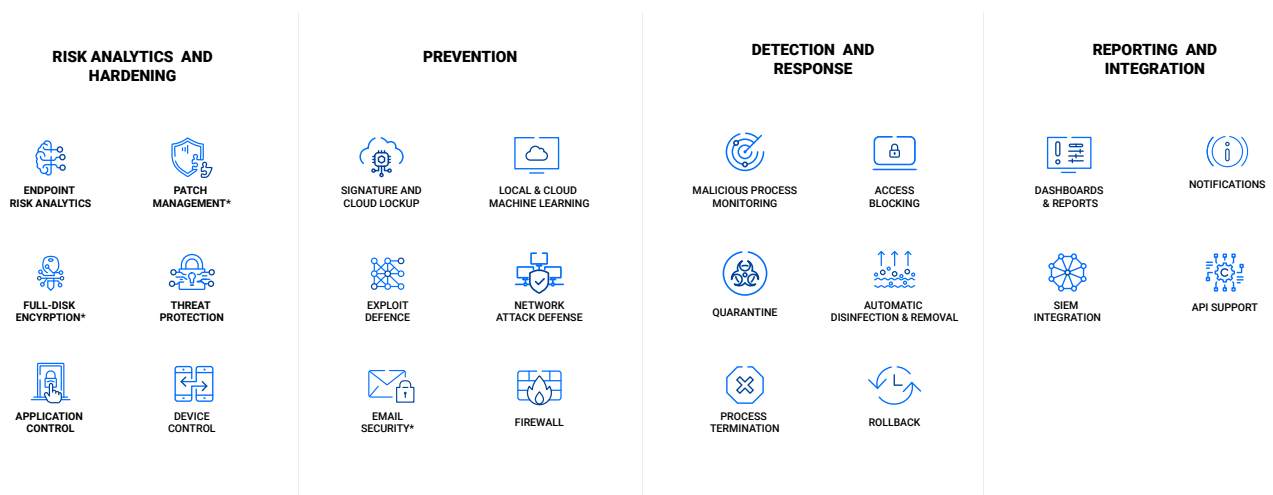 RISK ANALYTICS AND
HARDENING
ENDPOINT
RISK ANALYTICS
PATCH
MANAGEMENT*
FULL-DISK
ENCYRPTION*
THREAT
PROTECTION
APPLICATION
CONTROL
DEVICE
CONTROL
PREVENTION
SIGNATURE AND
CLOUD LOCKUP
LOCAL & CLOUD
MACHINE LEARNING
EXPLOIT
DEFENCE
NETWORK
ATTACK DEFENSE
EMAIL
SECURITY*
FIREWALL
DETECTION AND
RESPONSE
MALICIOUS PROCESS
MONITORING
ACCESS
BLOCKING
QUARANTINE
AUTOMATIC
DISINFECTION & REMOVAL
PROCESS
TERMINATION
ROLLBACK
REPORTING AND
INTEGRATION
DASHBOARDS
& REPORTS
NOTIFICATIONS
SIEM
INTEGRATION
API SUPPORT